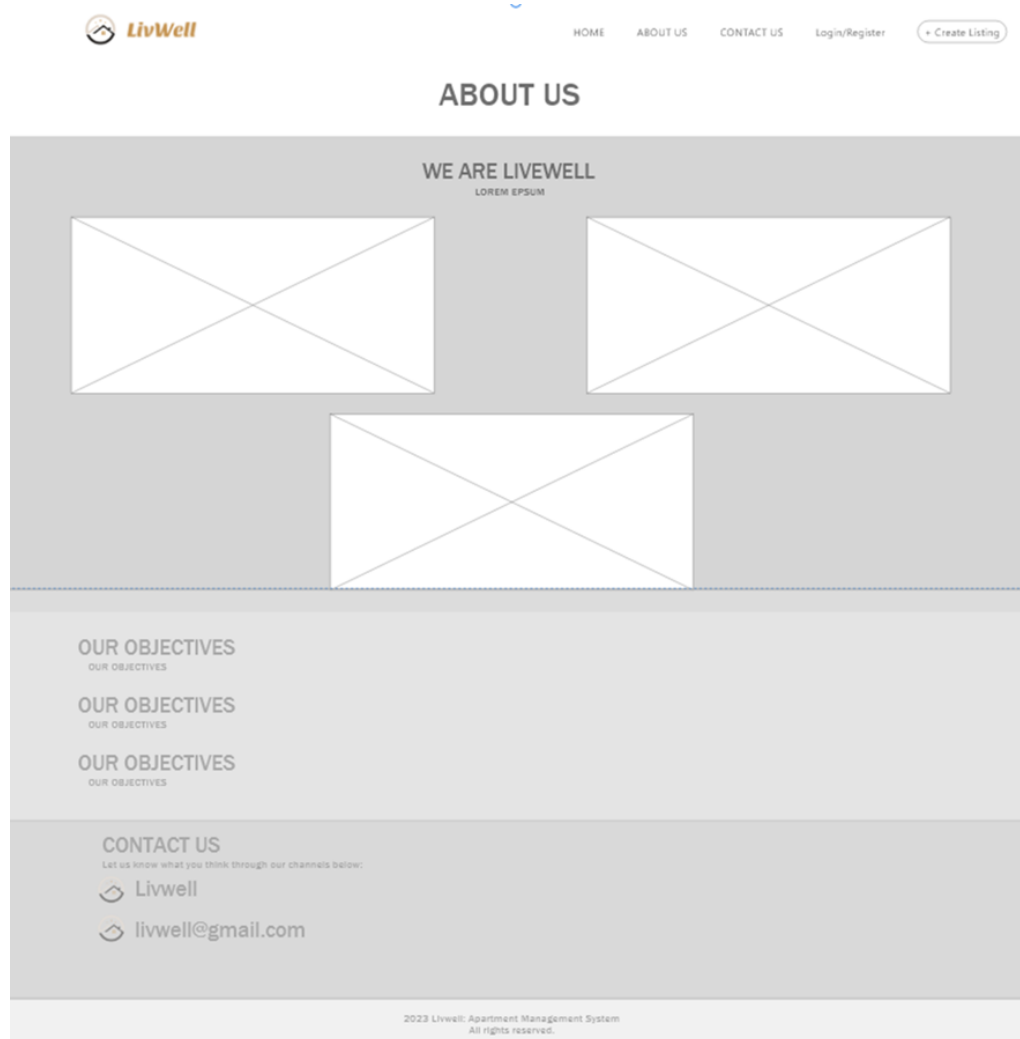 LivWell
HOME ABOUT US CONTACT US Login/Register + Create Listing
ABOUT US
WE ARE LIVEWELL
LOREM EPSUM
OUR OBJECTIVES
OUR OBJECTIVES
OUR OBJECTIVES
OUR OBJECTIVES
OUR OBJECTIVES
OUR OBJECTIVES
CONTACT US
Let us know what you think through our channels below:
Livwell
livwell@gmail.com
2023 Livwell: Apartment Management System
All rights reserved.